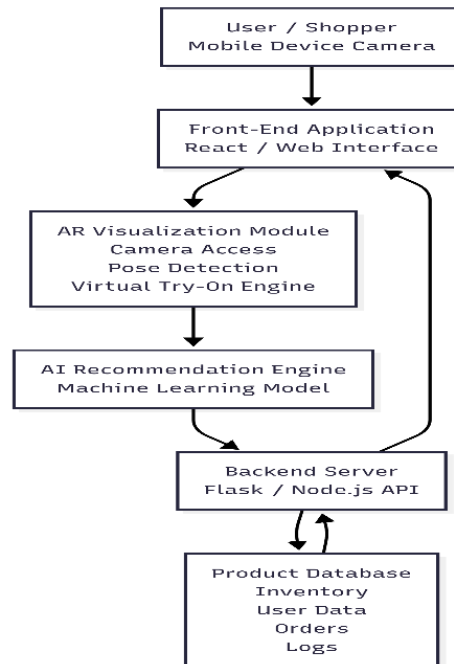 User / Shopper
Mobile Device Camera
Front-End Application
React / Web Interface
AR Visualization Module
Camera Access
Pose Detection
Virtual Try-On Engine
AI Recommendation Engine
Machine Learning Model
Backend Server
Flask / Node.js API
Product Database
Inventory
User Data
Orders
Logs